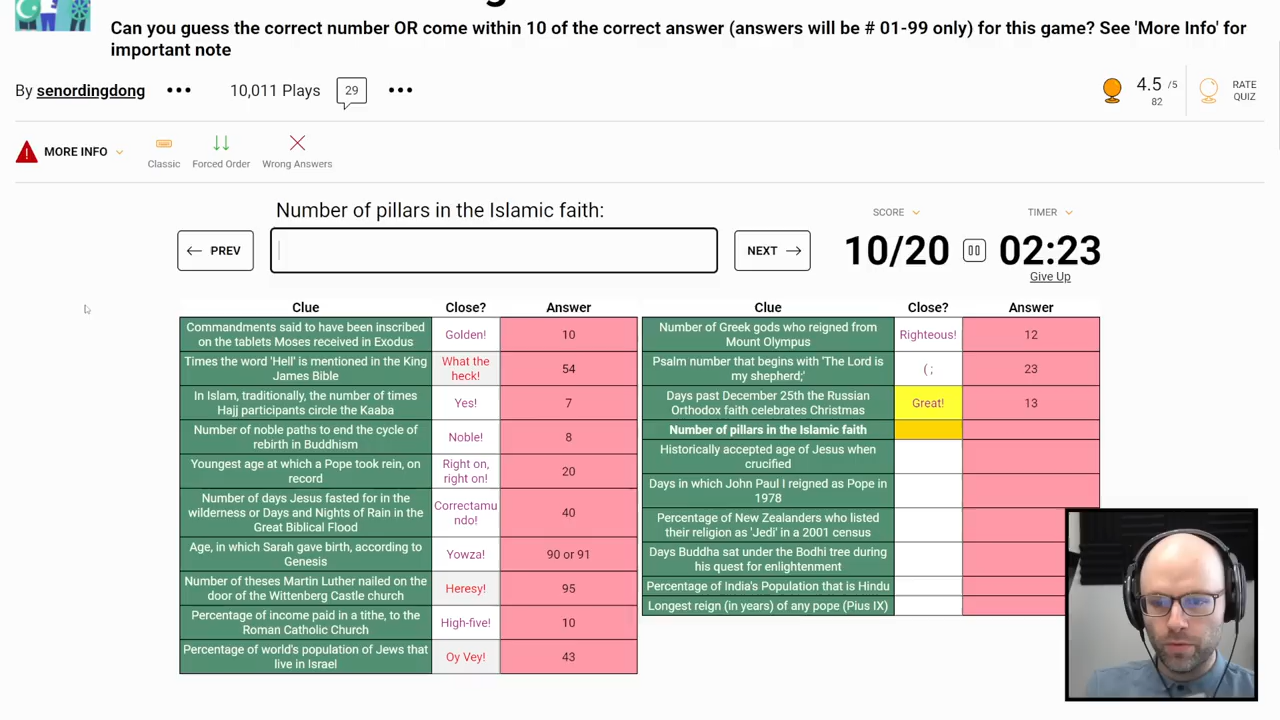 Can you guess the correct number OR come within 10 of the correct answer (answers will be # 01-99 only) for this game? See 'More Info' for
important note
By senordingdong
10,011 Plays
29
4.5 /5
82
RATE
QUIZ
MORE INFO
Classic
Forced Order
Wrong Answers
Number of pillars in the Islamic faith:
PREV
NEXT
SCORE
10/20
TIMER
02:23
Give Up
Clue Close? Answer
Commandments said to have been inscribed
on the tablets Moses received in Exodus
Golden!
10
Times the word 'Hell' is mentioned in the King
James Bible
What the
heck!
54
In Islam, traditionally, the number of times
Hajj participants circle the Kaaba
Yes!
7
Number of noble paths to end the cycle of
rebirth in Buddhism
Noble!
8
Youngest age at which a Pope took rein, on
record
Right on,
right on!
20
Number of days Jesus fasted for in the
wilderness or Days and Nights of Rain in the
Great Biblical Flood
Correctamu
ndo!
40
Age, in which Sarah gave birth, according to
Genesis
Yowza!
90 or 91
Number of theses Martin Luther nailed on the
door of the Wittenberg Castle church
Heresy!
95
Percentage of income paid in a tithe, to the
Roman Catholic Church
High-five!
10
Percentage of world's population of Jews that
live in Israel
Oy Vey!
43
Clue Close? Answer
Number of Greek gods who reigned from
Mount Olympus
Righteous!
12
Psalm number that begins with 'The Lord is
my shepherd;'
( ;
23
Days past December 25th the Russian
Orthodox faith celebrates Christmas
Great!
13
Number of pillars in the Islamic faith
Historically accepted age of Jesus when
crucified
Days in which John Paul I reigned as Pope in
1978
Percentage of New Zealanders who listed
their religion as 'Jedi' in a 2001 census
Days Buddha sat under the Bodhi tree during
his quest for enlightenment
Percentage of India's Population that is Hindu
Longest reign (in years) of any pope (Pius IX)